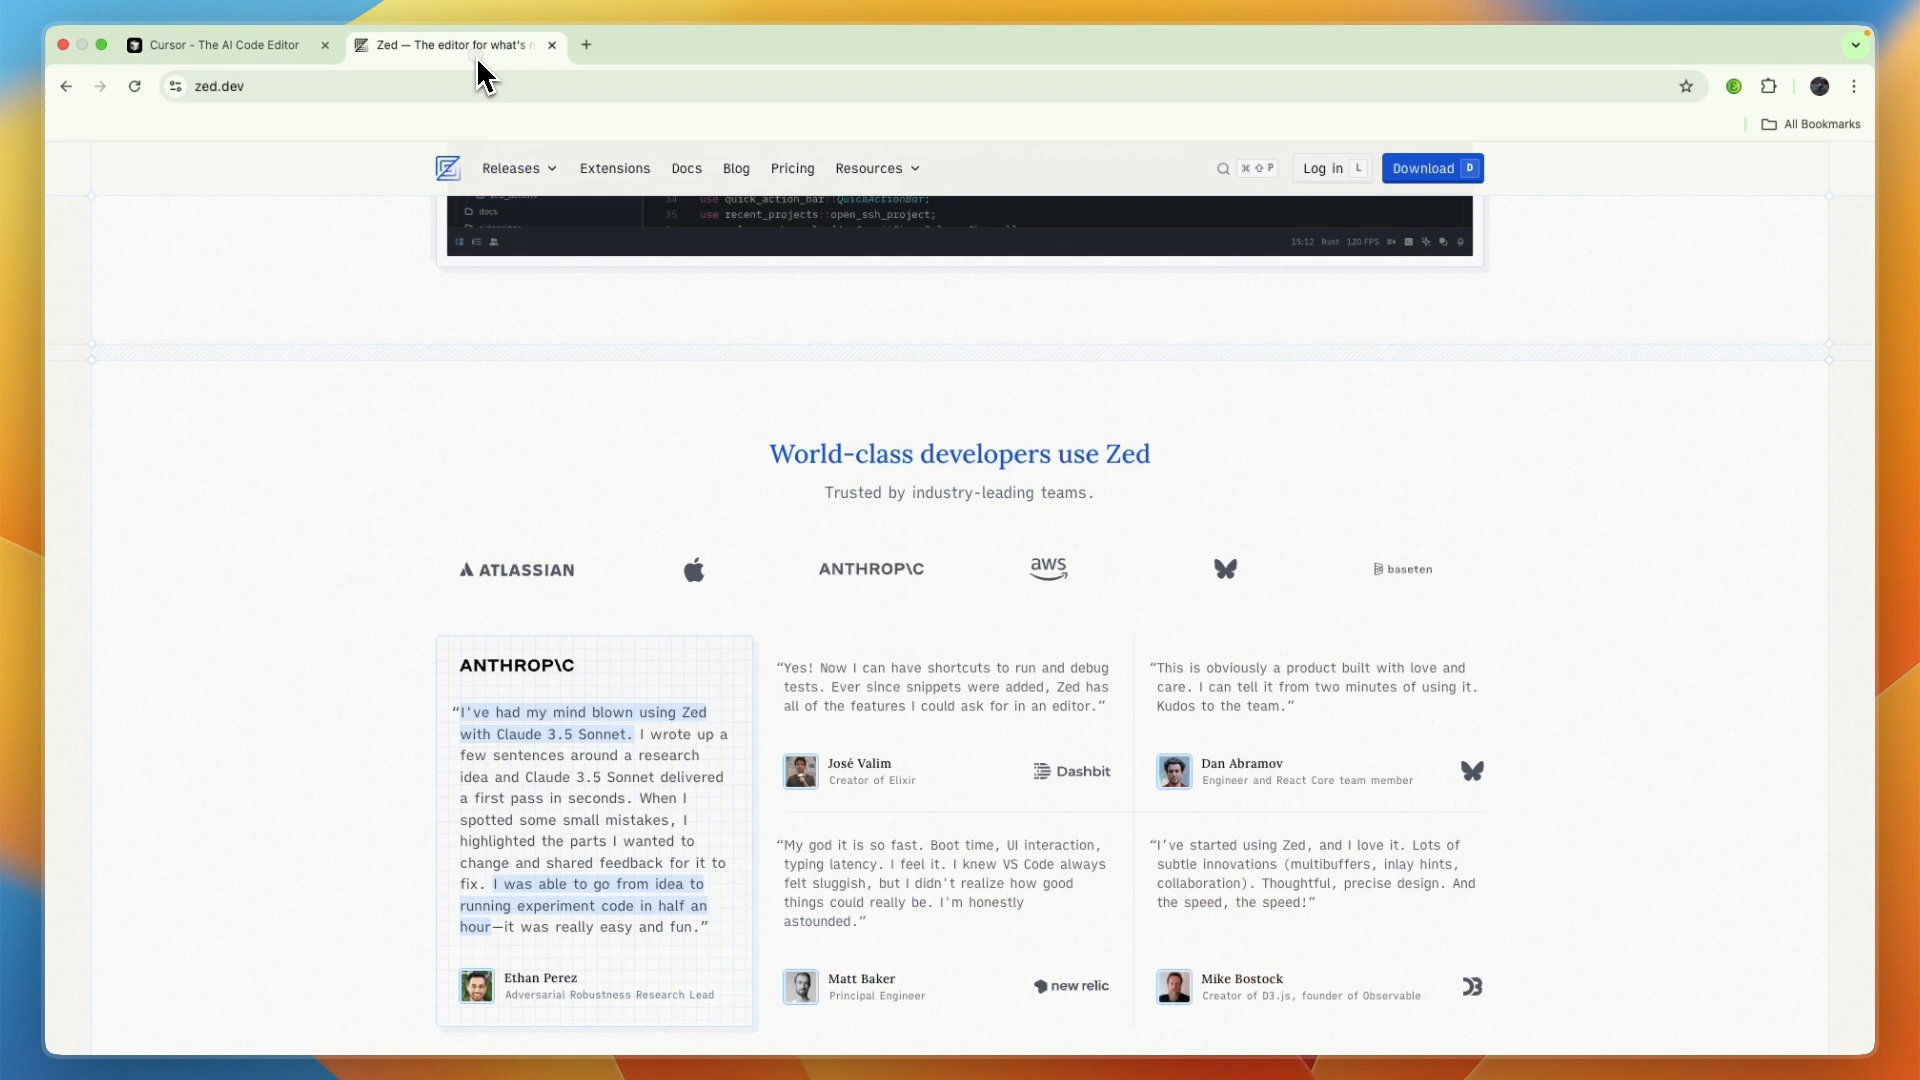 Cursor - The AI Code Editor
Zed — The editor for what's n
zed.dev
All Bookmarks
Releases
Extensions
Docs
Blog
Pricing
Resources
⌘ ⇧ P
Log in L
Download D
docs
34 use quick_action_bar::QuickActionBar;
35 use recent_projects::open_ssh_project;
15:12 Rust 120 FPS
World-class developers use Zed
Trusted by industry-leading teams.
ATLASSIAN
ANTHROP\C
aws
baseten
ANTHROP\C
“I've had my mind blown using Zed
with Claude 3.5 Sonnet. I wrote up a
few sentences around a research
idea and Claude 3.5 Sonnet delivered
a first pass in seconds. When I
spotted some small mistakes, I
highlighted the parts I wanted to
change and shared feedback for it to
fix. I was able to go from idea to
running experiment code in half an
hour—it was really easy and fun.”
Ethan Perez
Adversarial Robustness Research Lead
“Yes! Now I can have shortcuts to run and debug
tests. Ever since snippets were added, Zed has
all of the features I could ask for in an editor.”
José Valim
Creator of Elixir
Dashbit
“This is obviously a product built with love and
care. I can tell it from two minutes of using it.
Kudos to the team.”
Dan Abramov
Engineer and React Core team member
“My god it is so fast. Boot time, UI interaction,
typing latency. I feel it. I knew VS Code always
felt sluggish, but I didn't realize how good
things could really be. I'm honestly
astounded.”
Matt Baker
Principal Engineer
new relic
“I’ve started using Zed, and I love it. Lots of
subtle innovations (multibuffers, inlay hints,
collaboration). Thoughtful, precise design. And
the speed, the speed!”
Mike Bostock
Creator of D3.js, founder of Observable